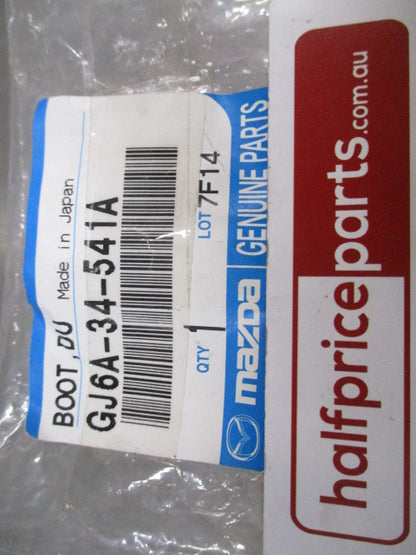 BOOT, DU Made in Japan
GJ6A-34-541A
QTY 1 LOT 7F14
mazda GENUINE PARTS
halfpriceparts.com.au